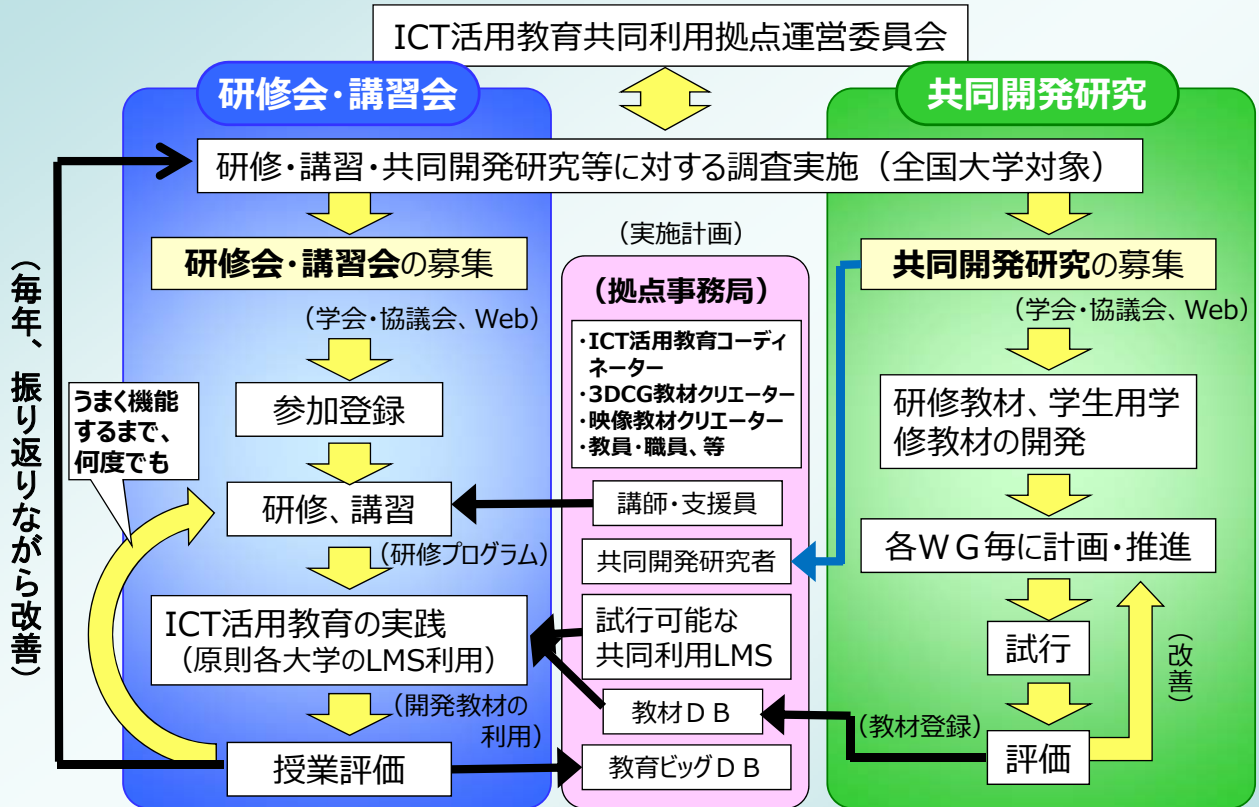 ICT活用教育共同利用拠点運営委員会
研修会・講習会
共同開発研究
研修・講習・共同開発研究等に対する調査実施（全国大学対象）
（毎年、振り返りながら改善）
研修会・講習会の募集
（学会・協議会、Web）
参加登録
うまく機能
するまで、
何度でも
研修、講習
（研修プログラム）
ICT活用教育の実践
（原則各大学のLMS利用）
（開発教材の
利用）
授業評価
（実施計画）
（拠点事務局）
・ICT活用教育コーディ
ネーター
・3DCG教材クリエーター
・映像教材クリエーター
・教員・職員、等
講師・支援員
共同開発研究者
試行可能な
共同利用LMS
教材ＤＢ
教育ビッグＤＢ
共同開発研究の募集
（学会・協議会、Web）
研修教材、学生用学
修教材の開発
各ＷＧ毎に計画・推進
試行
（改善）
（教材登録）
評価